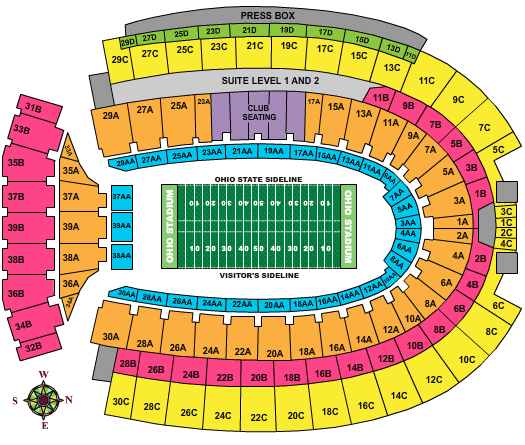 PRESS BOX
29D 27D 25D 23D 21D 19D 17D 15D 13D 11D
29C 27C 25C 23C 21C 19C 17C 15C 13C 11C 9C 7C 5C
SUITE LEVEL 1 AND 2
31B 33B 35B 37B 39B 38B 36B 34B 32B
11B 9B 7B 5B 3B 1B 2B 4B 6B 8B 10B 12B 14B 16B 18B 20B 22B 24B 26B 28B
29A 27A 25A 23A
CLUB
SEATING
17A 15A 13A 11A 9A 7A 5A 3A 1A 2A 4A 6A 8A 10A 12A 14A 16A 18A 20A 22A 24A 26A 28A 30A
35A 37A 39A 38A 36A
29AA 27AA 25AA 23AA 21AA 19AA 17AA 15AA 13AA 11AA 9AA 7AA 5AA 3AA 4AA 6AA 8AA 10AA 12AA 14AA 16AA 18AA 20AA 22AA 24AA 26AA 28AA 30AA
37AA
39AA
38AA
OHIO STATE SIDELINE
OHIO STADIUM
10 20 30 40 50 40 30 20 10
10 20 30 40 50 40 30 20 10
OHIO STADIUM
VISITOR'S SIDELINE
3C
1C
2C
4C
6C 8C 10C 12C 14C 16C 18C 20C 22C 24C 26C 28C 30C
W
S N
E